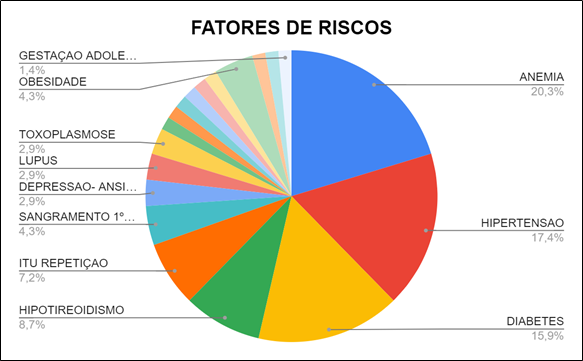 FATORES DE RISCOS
GESTAÇAO ADOLE…
1,4%
OBESIDADE
4,3%
TOXOPLASMOSE
2,9%
LUPUS
2,9%
DEPRESSAO- ANSI…
2,9%
SANGRAMENTO 1º…
4,3%
ITU REPETIÇAO
7,2%
HIPOTIREOIDISMO
8,7%
ANEMIA
20,3%
HIPERTENSAO
17,4%
DIABETES
15,9%